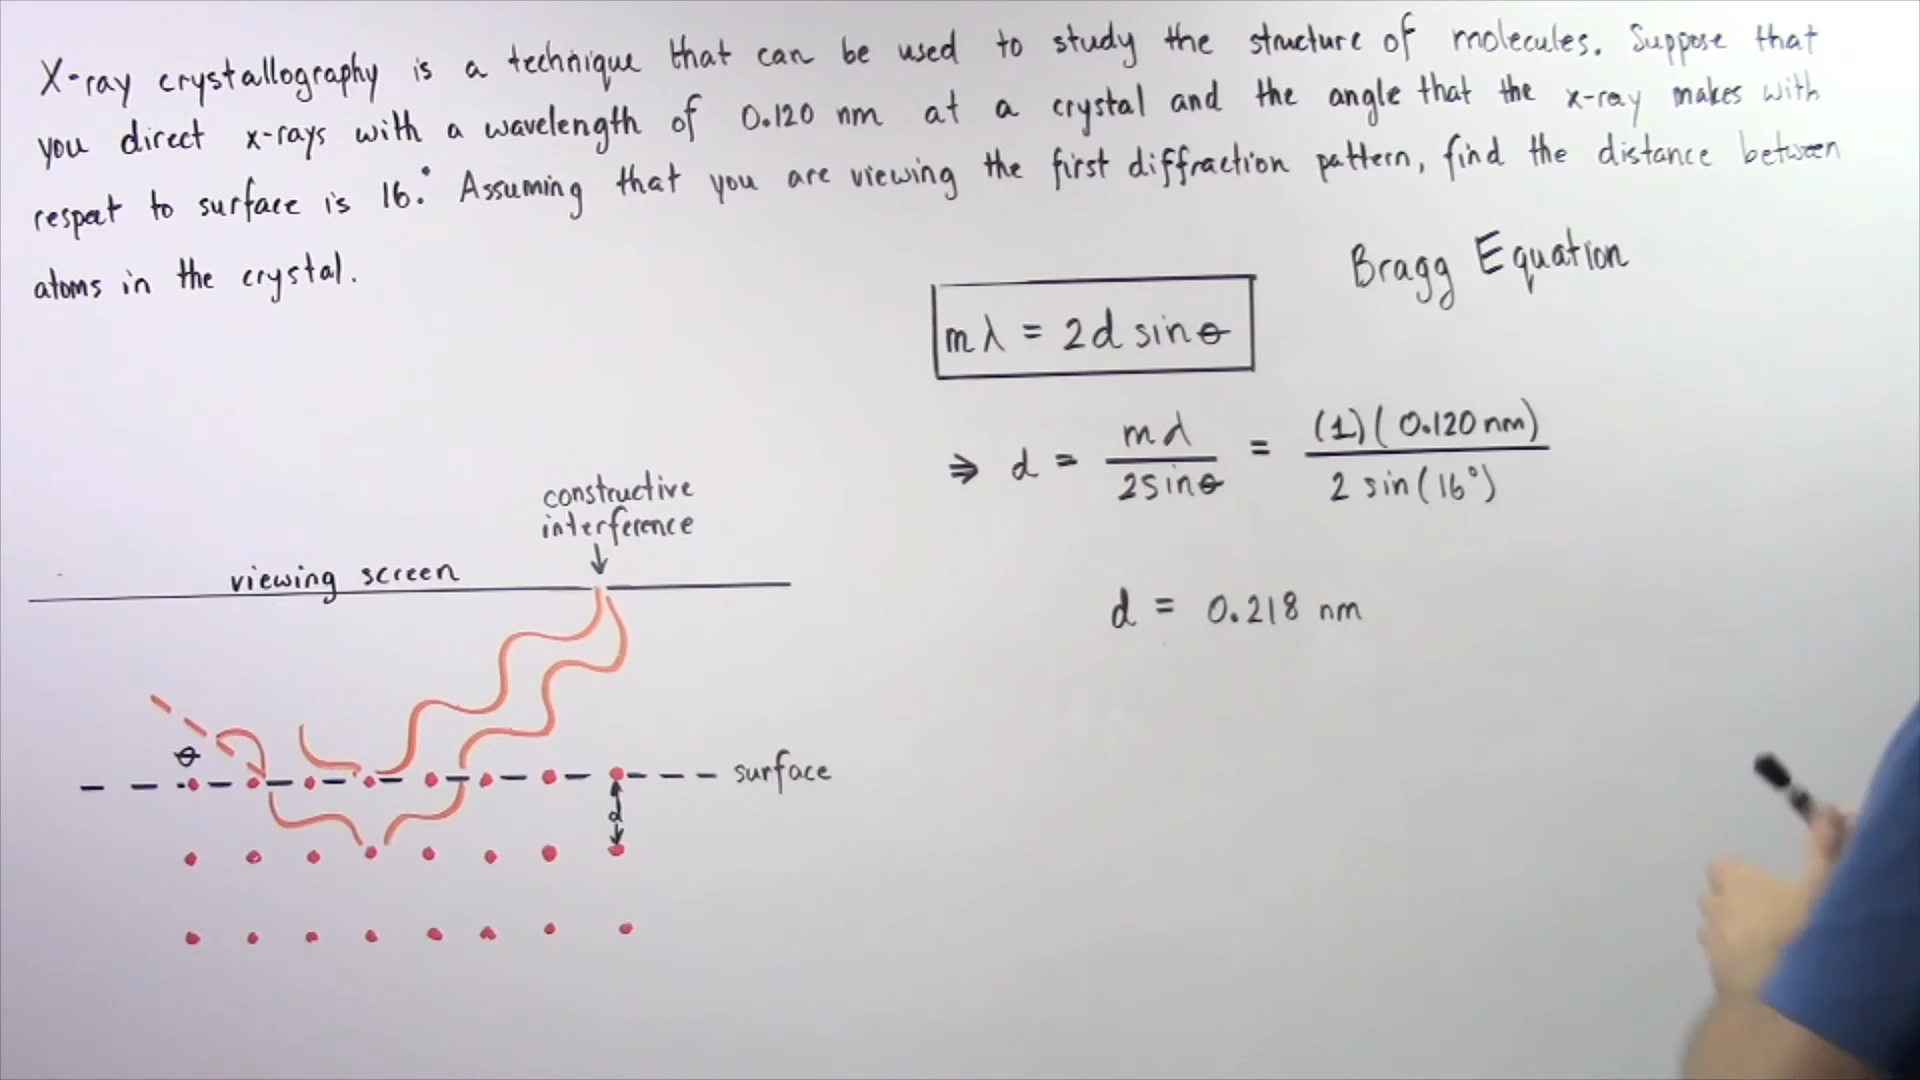 X-ray crystallography is a technique that can be used to study the structure of molecules. Suppose that
you direct x-rays with a wavelength of 0.120 nm at a crystal and the angle that the x-ray makes with
respect to surface is 16.° Assuming that you are viewing the first diffraction pattern, find the distance between
atoms in the crystal.
Bragg Equation
mλ = 2d sinθ
⇒ d = mλ / 2sinθ = (1)(0.120 nm) / 2 sin(16°)
d = 0.218 nm
constructive
interference
viewing screen
θ
surface
d